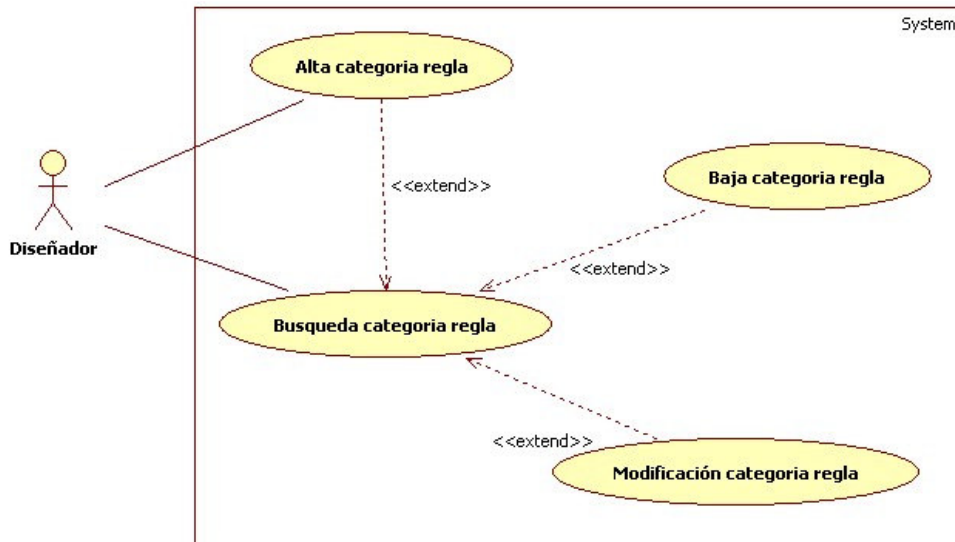 System
Alta categoria regla
<<extend>>
Baja categoria regla
Diseñador
<<extend>>
Busqueda categoria regla
<<extend>>
Modificación categoria regla